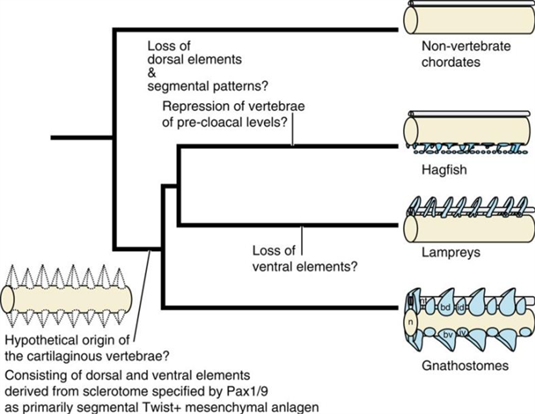 Non-vertebrate
chordates
Loss of
dorsal elements
&
segmental patterns?
Repression of vertebrae
of pre-cloacal levels?
Hagfish
Lampreys
Loss of
ventral elements?
n
bd id
bv iv
Gnathostomes
Hypothetical origin of
the cartilaginous vertebrae?
Consisting of dorsal and ventral elements
derived from sclerotome specified by Pax1/9
as primarily segmental Twist+ mesenchymal anlagen